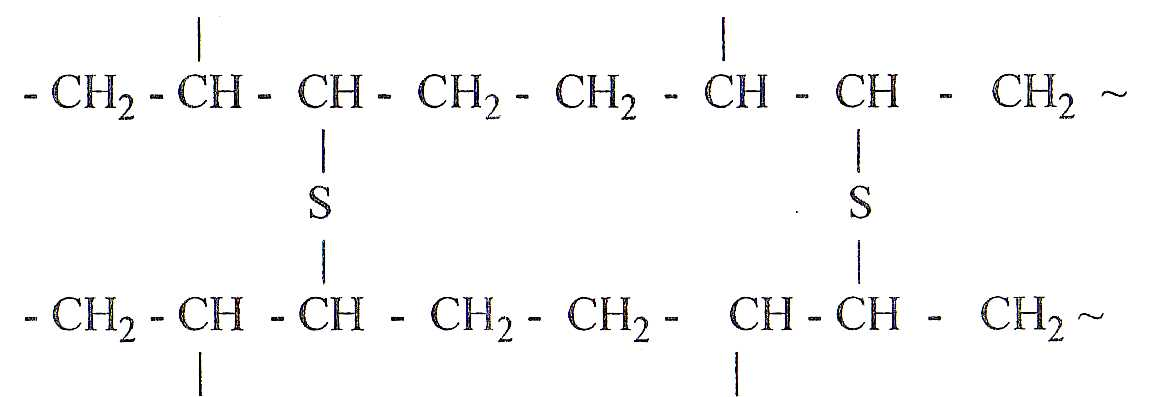 - CH₂ - CH - CH - CH₂ - CH₂ - CH - CH - CH₂ ~
S S
- CH₂ - CH - CH - CH₂ - CH₂ - CH - CH - CH₂ ~